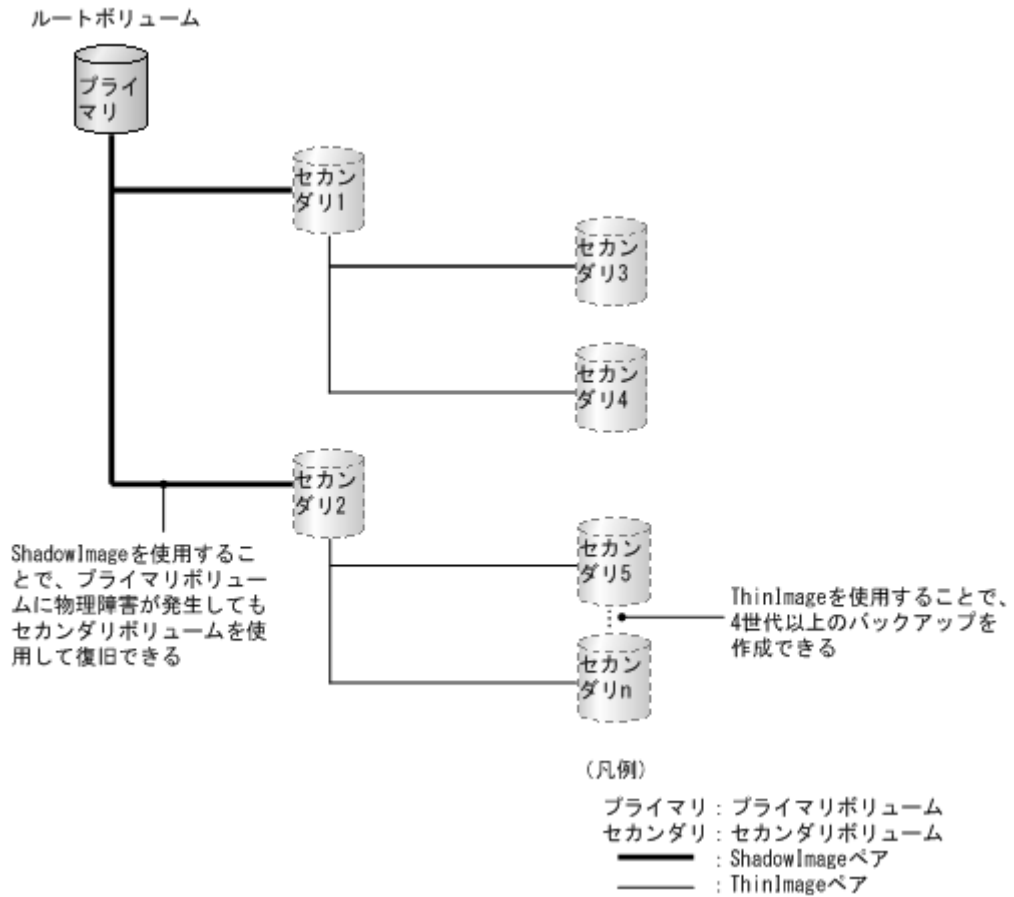 ルートボリューム
プライ
マリ
セカン
ダリ1
セカン
ダリ3
セカン
ダリ4
セカン
ダリ2
ShadowImageを使用するこ
とで、プライマリボリュー
ムに物理障害が発生しても
セカンダリボリュームを使
用して復旧できる
セカン
ダリ5
ThinImageを使用することで、
4世代以上のバックアップを
作成できる
セカン
ダリn
(凡例)
プライマリ：プライマリボリューム
セカンダリ：セカンダリボリューム
：ShadowImageペア
：ThinImageペア